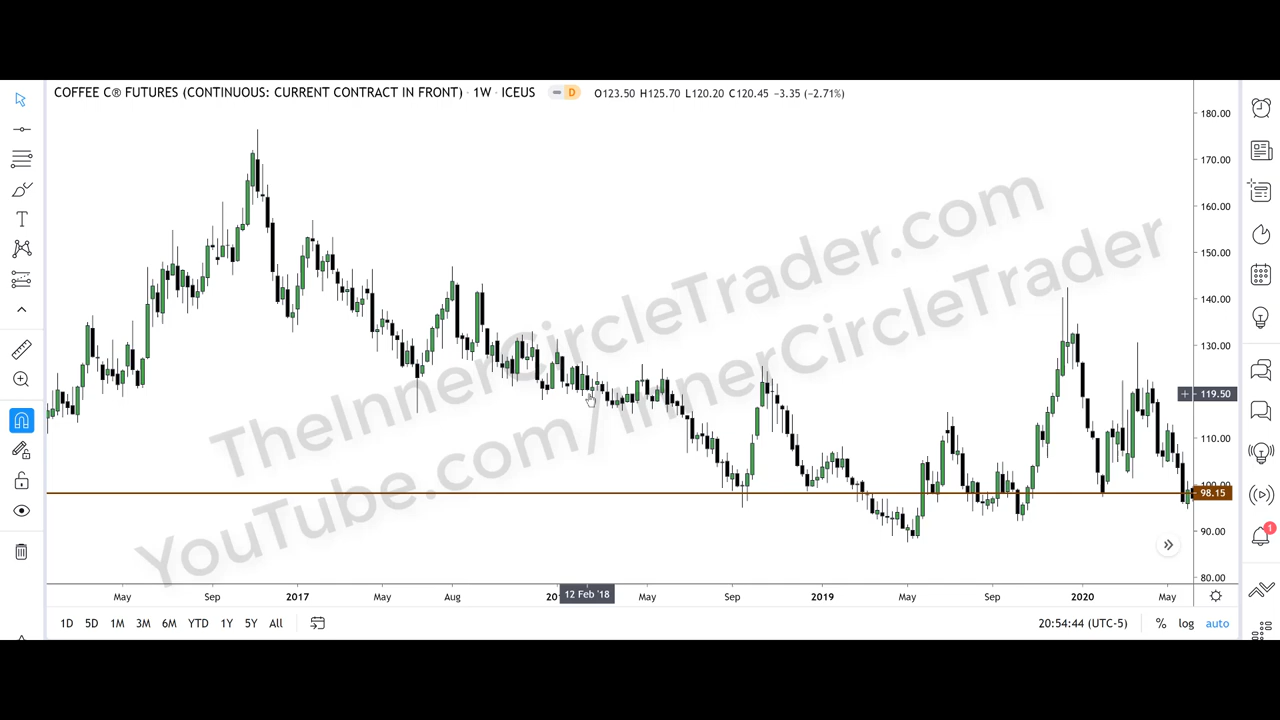 COFFEE C® FUTURES (CONTINUOUS: CURRENT CONTRACT IN FRONT) · 1W · ICEUS
D
O123.50 H125.70 L120.20 C120.45 −3.35 (−2.71%)
180.00
170.00
160.00
150.00
140.00
130.00
119.50
110.00
100.00
98.15
90.00
80.00
TheInnerCircleTrader.com
YouTube.com/InnerCircleTrader
May Sep 2017 May Aug 12 Feb '18 May Sep 2019 May Sep 2020 May
1D 5D 1M 3M 6M YTD 1Y 5Y All
20:54:44 (UTC-5) % log auto
T
1